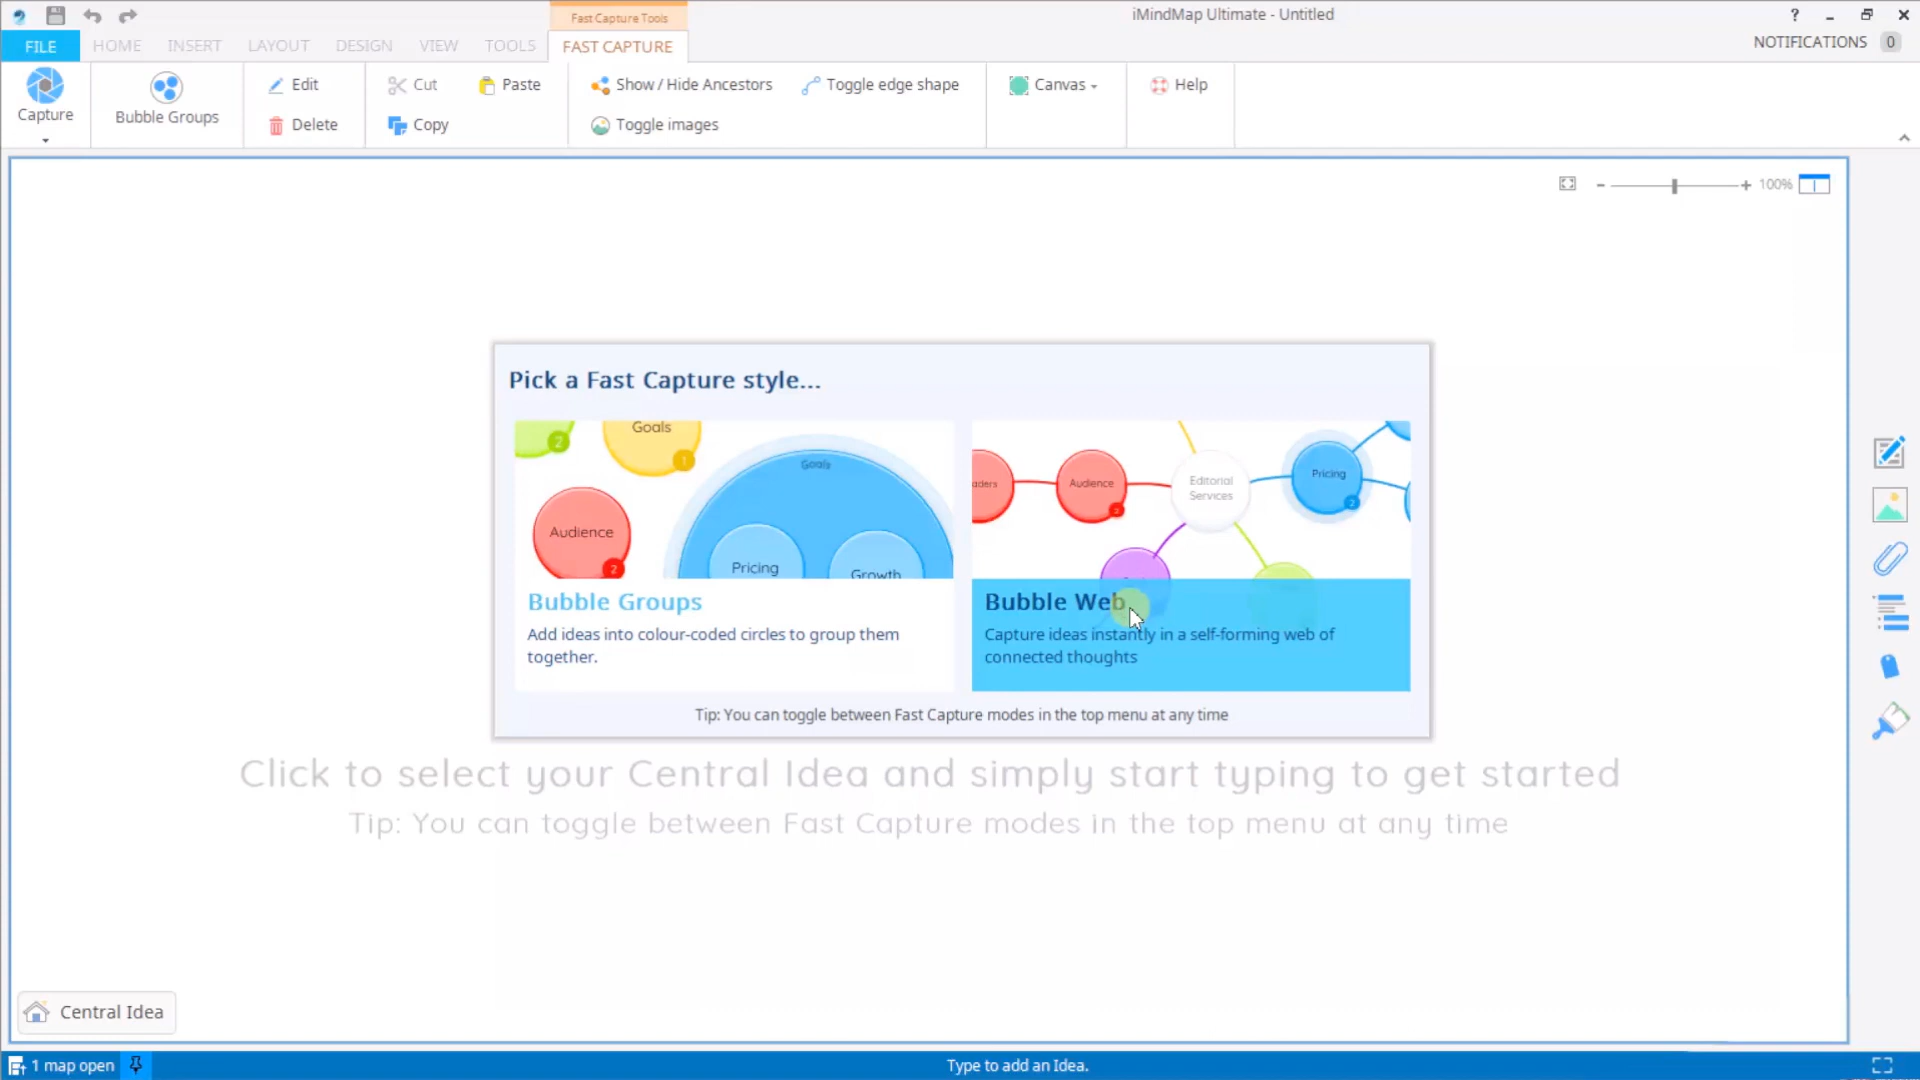 Fast Capture Tools
iMindMap Ultimate - Untitled
?
FILE
HOME
INSERT
LAYOUT
DESIGN
VIEW
TOOLS
FAST CAPTURE
NOTIFICATIONS 0
Capture
Bubble Groups
Edit
Delete
Cut
Copy
Paste
Show / Hide Ancestors
Toggle edge shape
Toggle images
Canvas
Help
100%
Pick a Fast Capture style...
2
Goals
1
Goals
Audience
2
Pricing
Growth
aders
Audience
2
Editorial
Services
Pricing
2
Bubble Groups
Add ideas into colour-coded circles to group them
together.
Bubble Web
Capture ideas instantly in a self-forming web of
connected thoughts
Tip: You can toggle between Fast Capture modes in the top menu at any time
Click to select your Central Idea and simply start typing to get started
Tip: You can toggle between Fast Capture modes in the top menu at any time
Central Idea
1 map open
Type to add an Idea.